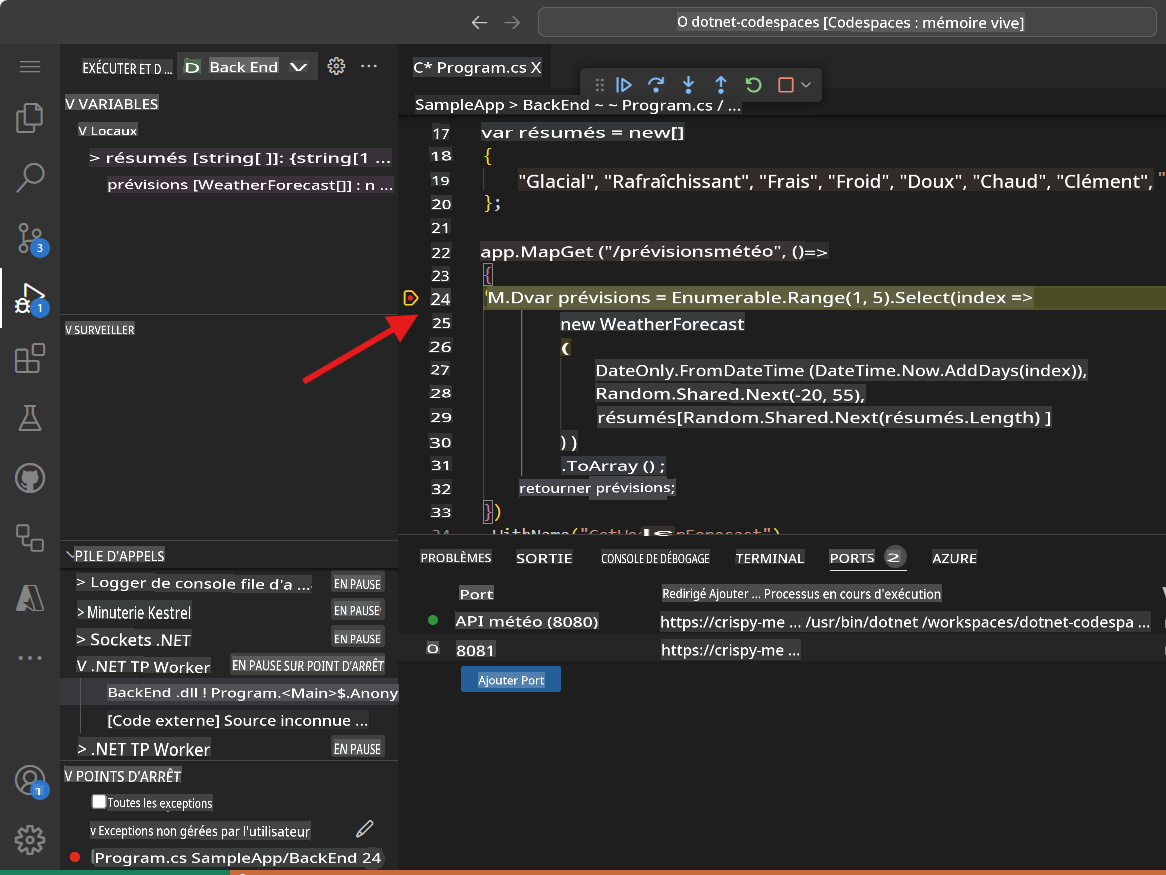 O dotnet-codespaces [Codespaces : mémoire vive]
EXÉCUTER ET D ...
D Back End
...
C* Program.cs X
SampleApp > BackEnd ~ ~ Program.cs / ...
V VARIABLES
V Locaux
> résumés [string[ ]]: {string[1 ...
prévisions [WeatherForecast[]] : n ...
V SURVEILLER
17 var résumés = new[]
18 {
19 "Glacial", "Rafraîchissant", "Frais", "Froid", "Doux", "Chaud", "Clément", "
20 };
21
22 app.MapGet ("/prévisionsmétéo", ()=>
23 {
24 M.Dvar prévisions = Enumerable.Range(1, 5).Select(index =>
25 new WeatherForecast
26 (
27 DateOnly.FromDateTime (DateTime.Now.AddDays(index)),
28 Random.Shared.Next(-20, 55),
29 résumés[Random.Shared.Next(résumés.Length) ]
30 ) )
31 .ToArray () ;
32 retourner prévisions;
33 })
3
1
PILE D'APPELS
> Logger de console file d'a ... EN PAUSE
> Minuterie Kestrel EN PAUSE
> Sockets .NET EN PAUSE
V .NET TP Worker EN PAUSE SUR POINT D'ARRÊT
BackEnd .dll ! Program.<Main>$.Anony
[Code externe] Source inconnue ...
> .NET TP Worker EN PAUSE
V POINTS D'ARRÊT
Toutes les exceptions
v Exceptions non gérées par l'utilisateur
Program.cs SampleApp/BackEnd 24
1
PROBLÈMES SORTIE CONSOLE DE DÉBOGAGE TERMINAL PORTS 2 AZURE
Port Redirigé Ajouter ... Processus en cours d'exécution
API météo (8080) https://crispy-me ... /usr/bin/dotnet /workspaces/dotnet-codespa ...
O 8081 https://crispy-me ...
Ajouter Port